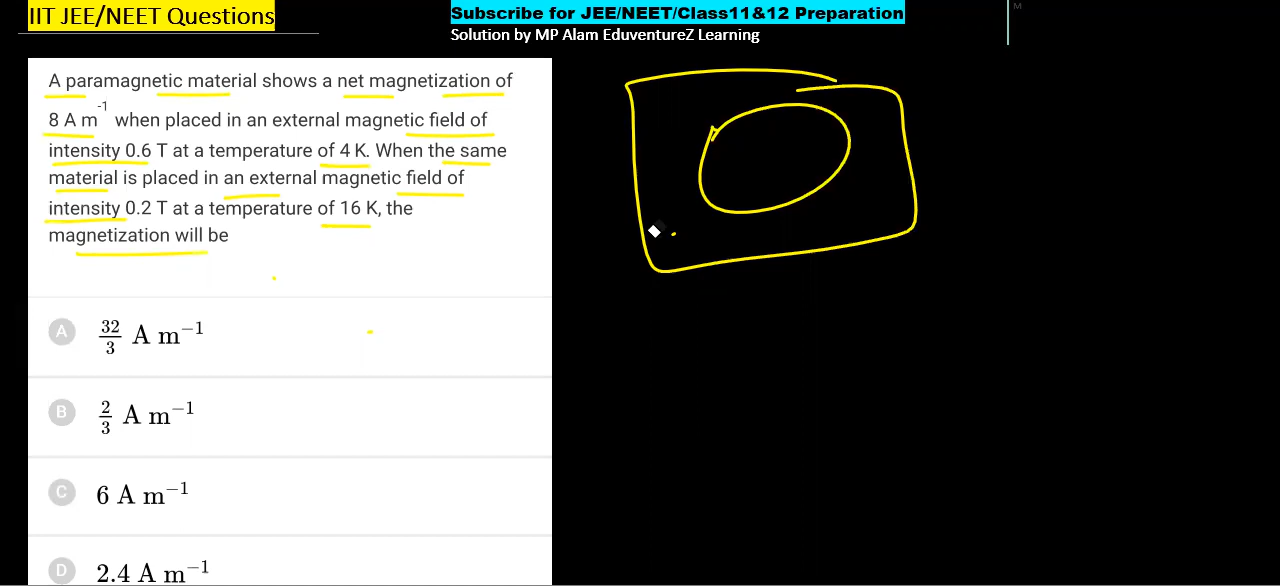 IIT JEE/NEET Questions
Subscribe for JEE/NEET/Class11&12 Preparation
Solution by MP Alam EduventureZ Learning
M
A paramagnetic material shows a net magnetization of
8 A m⁻¹ when placed in an external magnetic field of
intensity 0.6 T at a temperature of 4 K. When the same
material is placed in an external magnetic field of
intensity 0.2 T at a temperature of 16 K, the
magnetization will be
A 32/3 A m⁻¹
B 2/3 A m⁻¹
C 6 A m⁻¹
D 2.4 A m⁻¹